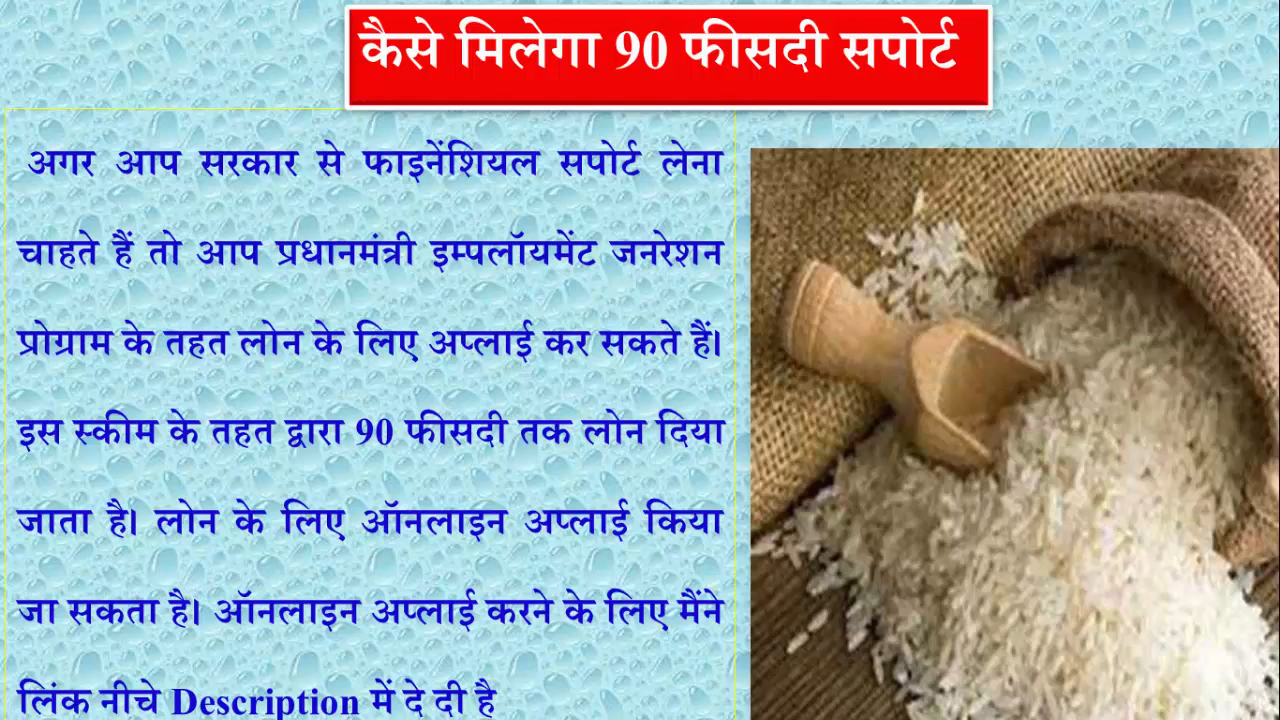 कैसे मिलेगा 90 फीसदी सपोर्ट
अगर आप सरकार से फाइनेंशियल सपोर्ट लेना
चाहते हैं तो आप प्रधानमंत्री इम्पलॉयमेंट जनरेशन
प्रोग्राम के तहत लोन के लिए अप्लाई कर सकते हैं।
इस स्कीम के तहत द्वारा 90 फीसदी तक लोन दिया
जाता है। लोन के लिए ऑनलाइन अप्लाई किया
जा सकता है। ऑनलाइन अप्लाई करने के लिए मैंने
लिंक नीचे Description में दे दी है